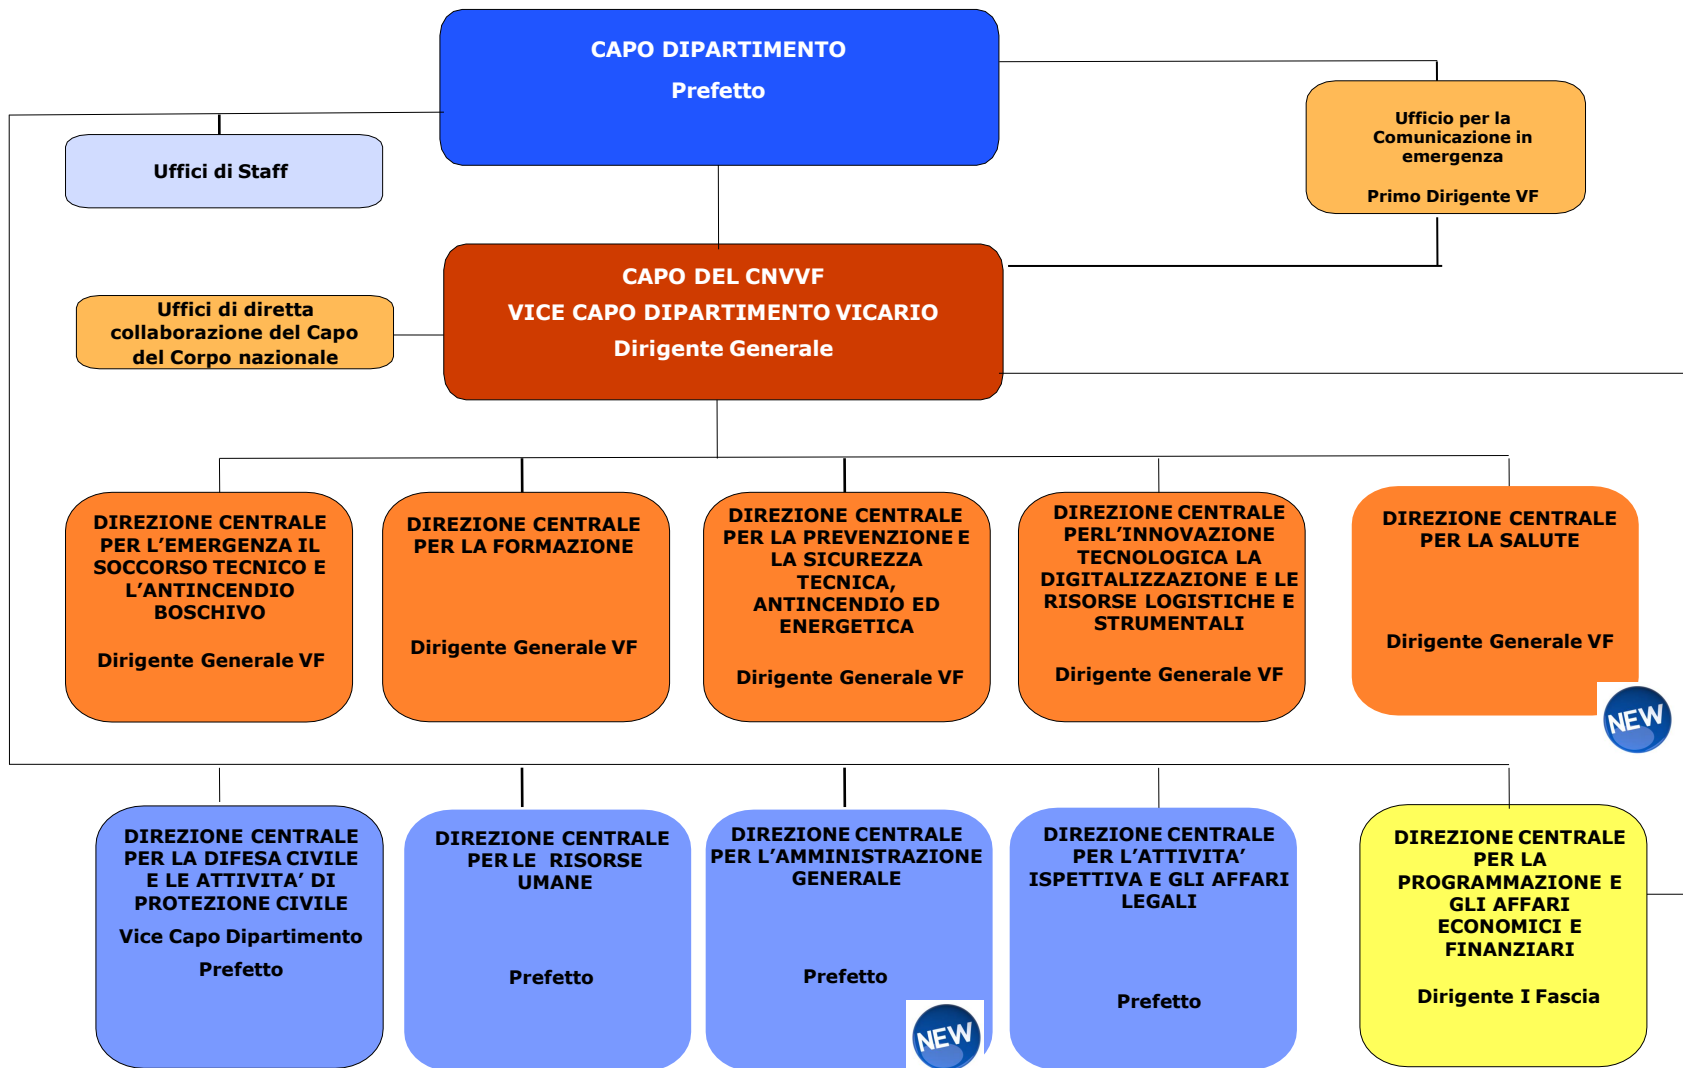 CAPO DIPARTIMENTO
Prefetto
Ufficio per la
Comunicazione in
emergenza
Primo Dirigente VF
Uffici di Staff
CAPO DEL CNVVF
VICE CAPO DIPARTIMENTO VICARIO
Dirigente Generale
Uffici di diretta
collaborazione del Capo
del Corpo nazionale
DIREZIONE CENTRALE
PER L’EMERGENZA IL
SOCCORSO TECNICO E
L’ANTINCENDIO
BOSCHIVO
Dirigente Generale VF
DIREZIONE CENTRALE
PER LA FORMAZIONE
Dirigente Generale VF
DIREZIONE CENTRALE
PER LA PREVENZIONE E
LA SICUREZZA
TECNICA,
ANTINCENDIO ED
ENERGETICA
Dirigente Generale VF
DIREZIONE CENTRALE
PERL’INNOVAZIONE
TECNOLOGICA LA
DIGITALIZZAZIONE E LE
RISORSE LOGISTICHE E
STRUMENTALI
Dirigente Generale VF
DIREZIONE CENTRALE
PER LA SALUTE
Dirigente Generale VF
NEW
DIREZIONE CENTRALE
PER LA DIFESA CIVILE
E LE ATTIVITA’ DI
PROTEZIONE CIVILE
Vice Capo Dipartimento
Prefetto
DIREZIONE CENTRALE
PER LE RISORSE
UMANE
Prefetto
DIREZIONE CENTRALE
PER L’AMMINISTRAZIONE
GENERALE
Prefetto
NEW
DIREZIONE CENTRALE
PER L’ATTIVITA’
ISPETTIVA E GLI AFFARI
LEGALI
Prefetto
DIREZIONE CENTRALE
PER LA
PROGRAMMAZIONE E
GLI AFFARI
ECONOMICI E
FINANZIARI
Dirigente I Fascia